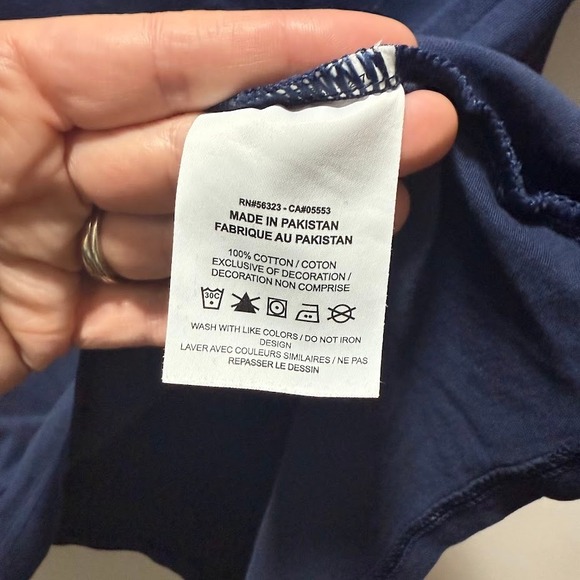 RN#56323 - CA#05553
MADE IN PAKISTAN
FABRIQUE AU PAKISTAN
100% COTTON / COTON
EXCLUSIVE OF DECORATION /
DECORATION NON COMPRISE
30C
WASH WITH LIKE COLORS / DO NOT IRON
DESIGN
LAVER AVEC COULEURS SIMILAIRES / NE PAS
REPASSER LE DESSIN